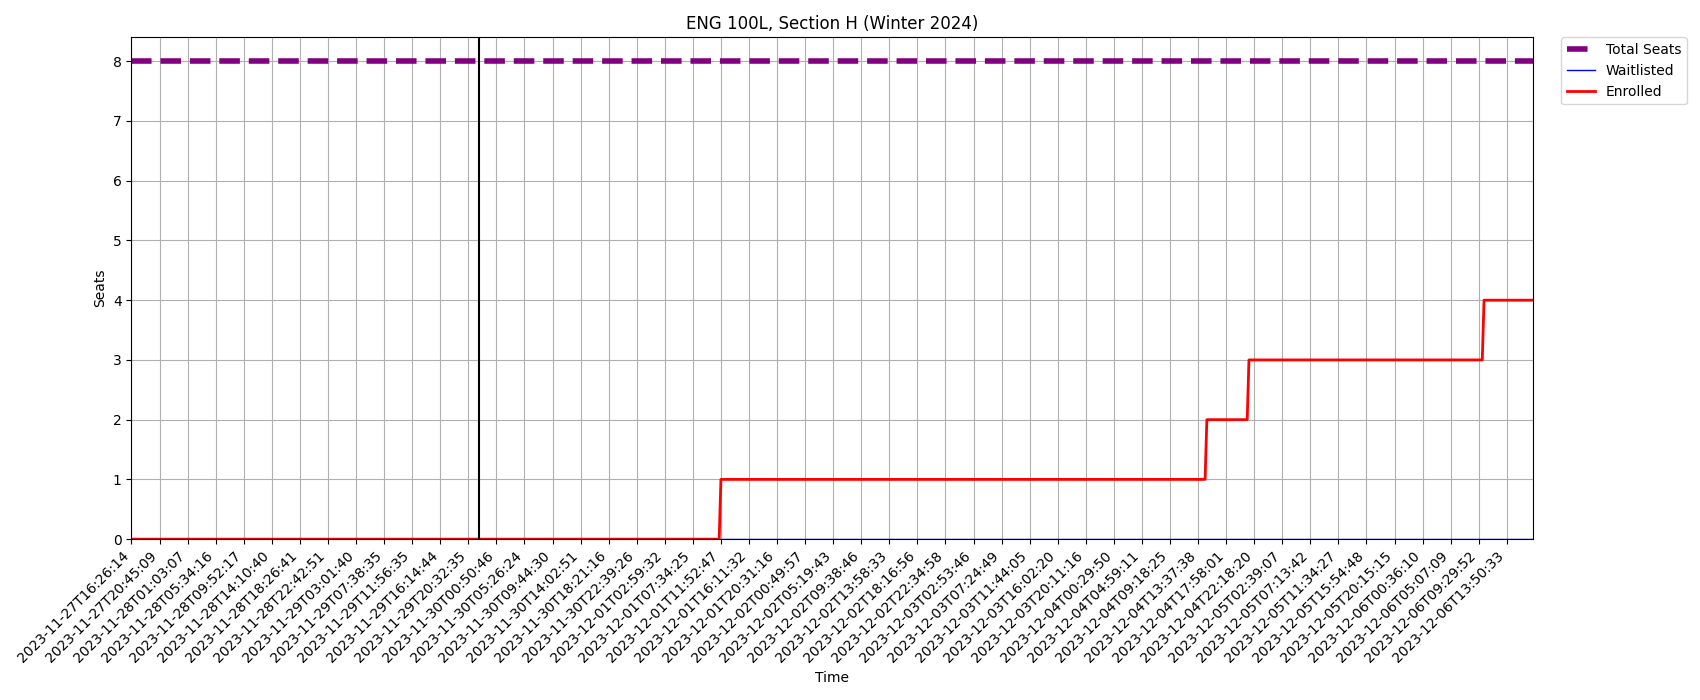 ENG 100L, Section H (Winter 2024)
Total Seats
Waitlisted
Enrolled
Seats
8
7
6
5
4
3
2
1
0
2023-11-27T16:26:14
2023-11-27T20:45:09
2023-11-28T01:03:07
2023-11-28T05:34:16
2023-11-28T09:52:17
2023-11-28T14:10:40
2023-11-28T18:26:41
2023-11-28T22:42:51
2023-11-29T03:01:40
2023-11-29T07:38:35
2023-11-29T11:56:35
2023-11-29T16:14:44
2023-11-29T20:32:35
2023-11-30T00:50:46
2023-11-30T05:26:24
2023-11-30T09:44:30
2023-11-30T14:02:51
2023-11-30T18:21:16
2023-11-30T22:39:26
2023-12-01T02:59:32
2023-12-01T07:34:25
2023-12-01T11:52:47
2023-12-01T16:11:32
2023-12-01T20:31:16
2023-12-02T00:49:57
2023-12-02T05:19:43
2023-12-02T09:38:46
2023-12-02T13:58:33
2023-12-02T18:16:56
2023-12-02T22:34:58
2023-12-03T02:53:46
2023-12-03T07:24:49
2023-12-03T11:44:05
2023-12-03T16:02:20
2023-12-03T20:11:16
2023-12-04T00:29:50
2023-12-04T04:59:11
2023-12-04T09:18:25
2023-12-04T13:37:38
2023-12-04T17:58:01
2023-12-04T22:18:20
2023-12-05T02:39:07
2023-12-05T07:13:42
2023-12-05T11:34:27
2023-12-05T15:54:48
2023-12-05T20:15:15
2023-12-06T00:36:10
2023-12-06T05:07:09
2023-12-06T09:29:52
2023-12-06T13:50:33
Time